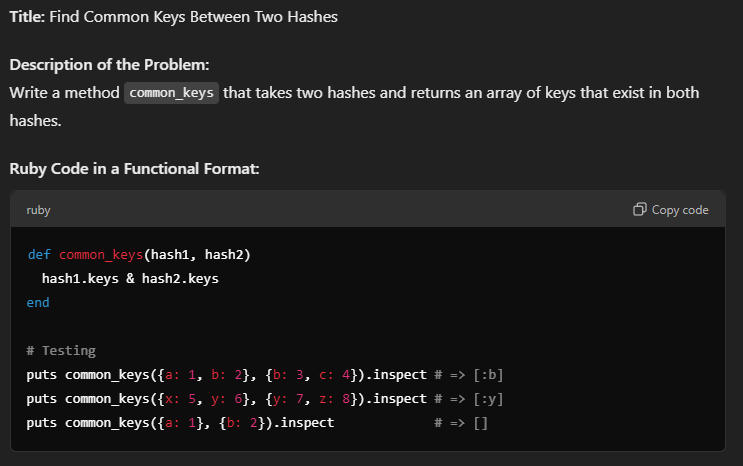 Title: Find Common Keys Between Two Hashes
Description of the Problem:
Write a method common_keys that takes two hashes and returns an array of keys that exist in both
hashes.
Ruby Code in a Functional Format:
ruby
Copy code
def common_keys(hash1, hash2)
  hash1.keys & hash2.keys
end
# Testing
puts common_keys({a: 1, b: 2}, {b: 3, c: 4}).inspect # => [:b]
puts common_keys({x: 5, y: 6}, {y: 7, z: 8}).inspect # => [:y]
puts common_keys({a: 1}, {b: 2}).inspect             # => []